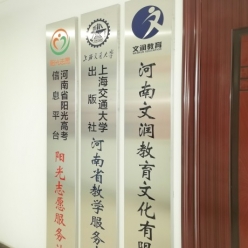 河南省阳光高考
信息平台
阳光志愿服务
上海交通大学
上海交通大学
出版社
河南省教学服务
文润教育
河南文润教育文化有限